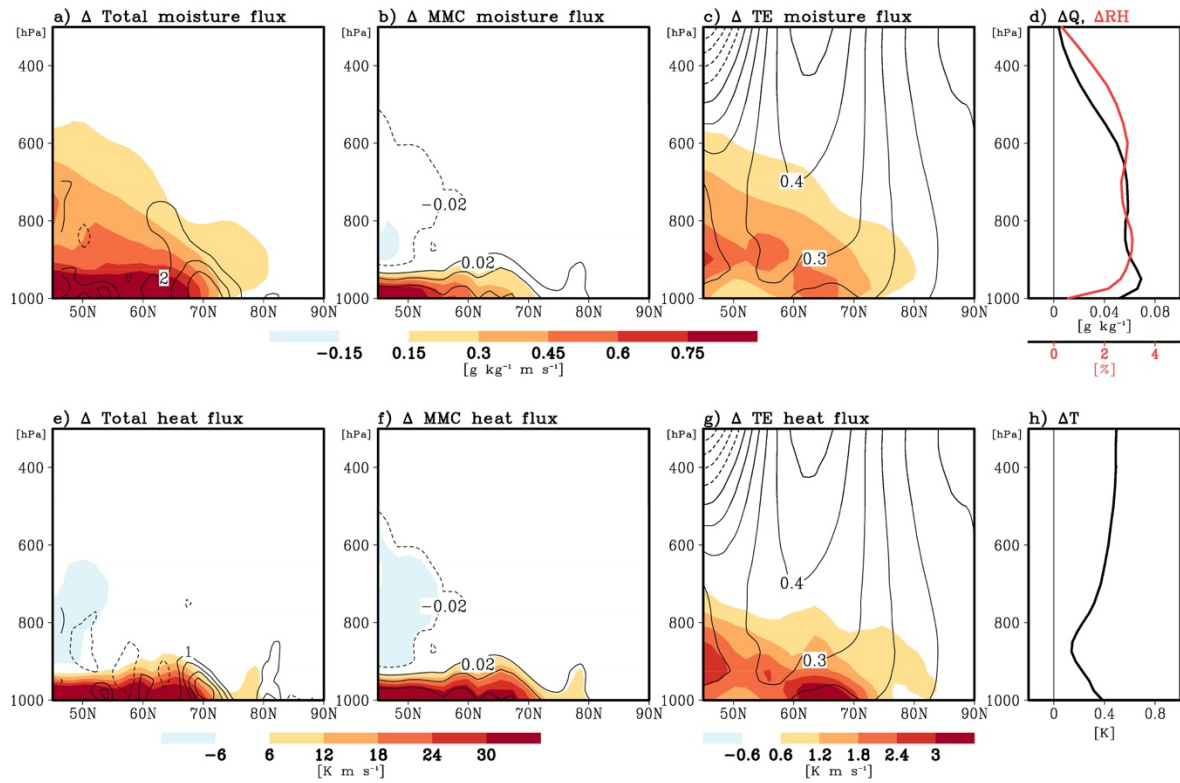 a) Δ Total moisture flux
b) Δ MMC moisture flux
c) Δ TE moisture flux
d) ΔQ, ΔRH
[hPa] [hPa] [hPa] [hPa]
400 400 400 400
600 600 600 600
800 800 800 800
1000 1000 1000 1000
2
−0.02
0.02
0.4
0.3
50N 60N 70N 80N 90N
50N 60N 70N 80N 90N
50N 60N 70N 80N 90N
0 0.04 0.08
[g kg⁻¹]
−0.15 0.15 0.3 0.45 0.6 0.75
[g kg⁻¹ m s⁻¹]
0 2 4
[%]
e) Δ Total heat flux
f) Δ MMC heat flux
g) Δ TE heat flux
h) ΔT
[hPa] [hPa] [hPa] [hPa]
400 400 400 400
600 600 600 600
800 800 800 800
1000 1000 1000 1000
1
−0.02
0.02
0.4
0.3
50N 60N 70N 80N 90N
50N 60N 70N 80N 90N
50N 60N 70N 80N 90N
0 0.4 0.8
[K]
−6 6 12 18 24 30
[K m s⁻¹]
−0.6 0.6 1.2 1.8 2.4 3
[K m s⁻¹]